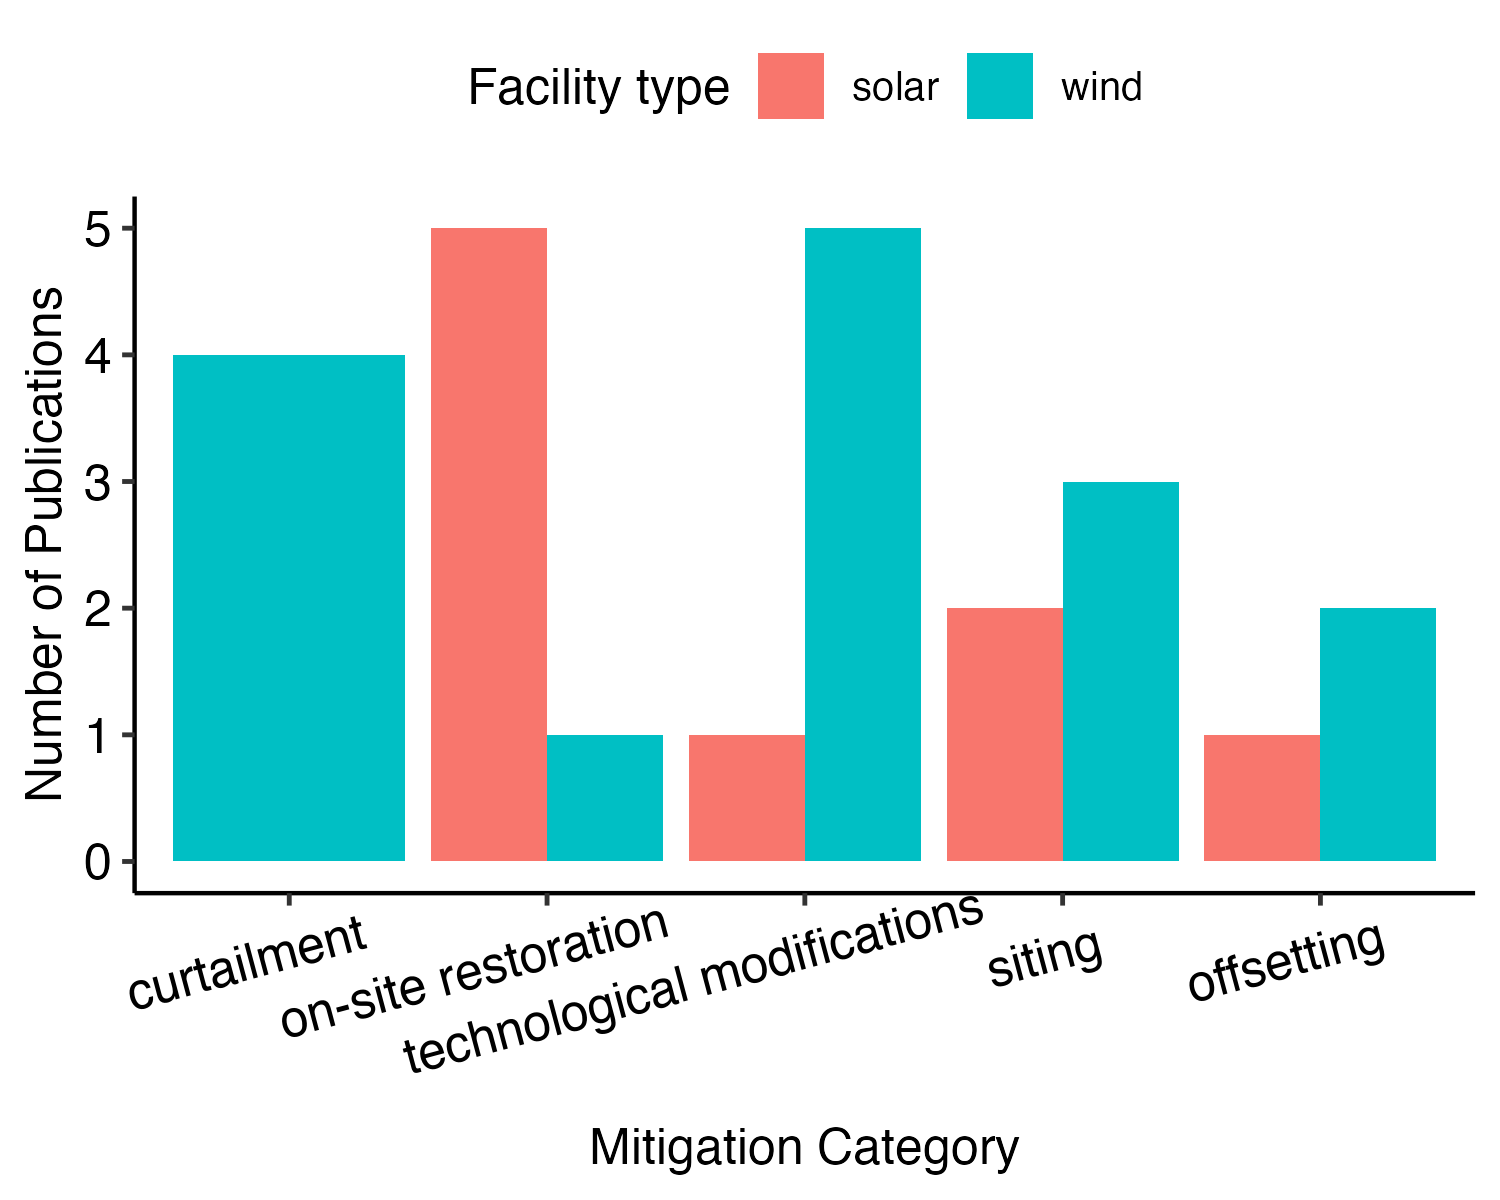 Facility type solar wind
Number of Publications
5
4
3
2
1
0
curtailment
on-site restoration
technological modifications
siting
offsetting
Mitigation Category